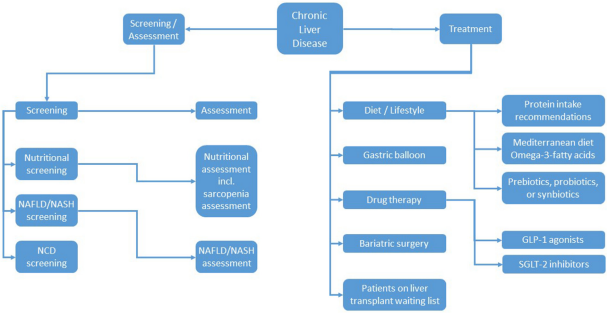 Chronic
Liver
Disease
Screening /
Assessment
Treatment
Screening
Assessment
Nutritional
screening
Nutritional
assessment
incl.
sarcopenia
assessment
NAFLD/NASH
screening
NCD
screening
NAFLD/NASH
assessment
Diet / Lifestyle
Protein intake
recommendations
Mediterranean diet
Omega-3-fatty acids
Prebiotics, probiotics,
or synbiotics
Gastric balloon
Drug therapy
GLP-1 agonists
SGLT-2 inhibitors
Bariatric surgery
Patients on liver
transplant waiting list